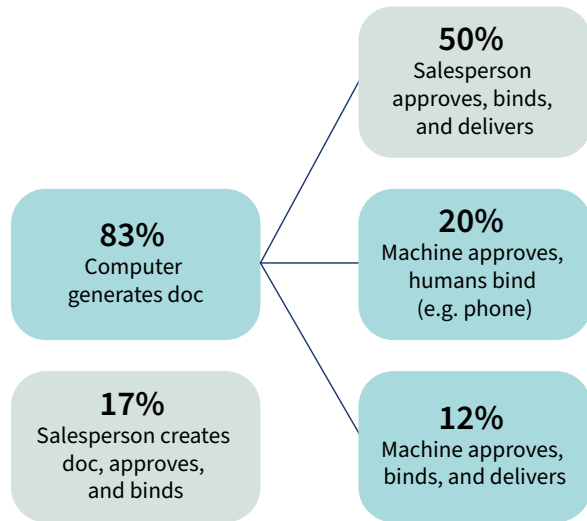 83%
Computer
generates doc
17%
Salesperson creates
doc, approves,
and binds
50%
Salesperson
approves, binds,
and delivers
20%
Machine approves,
humans bind
(e.g. phone)
12%
Machine approves,
binds, and delivers